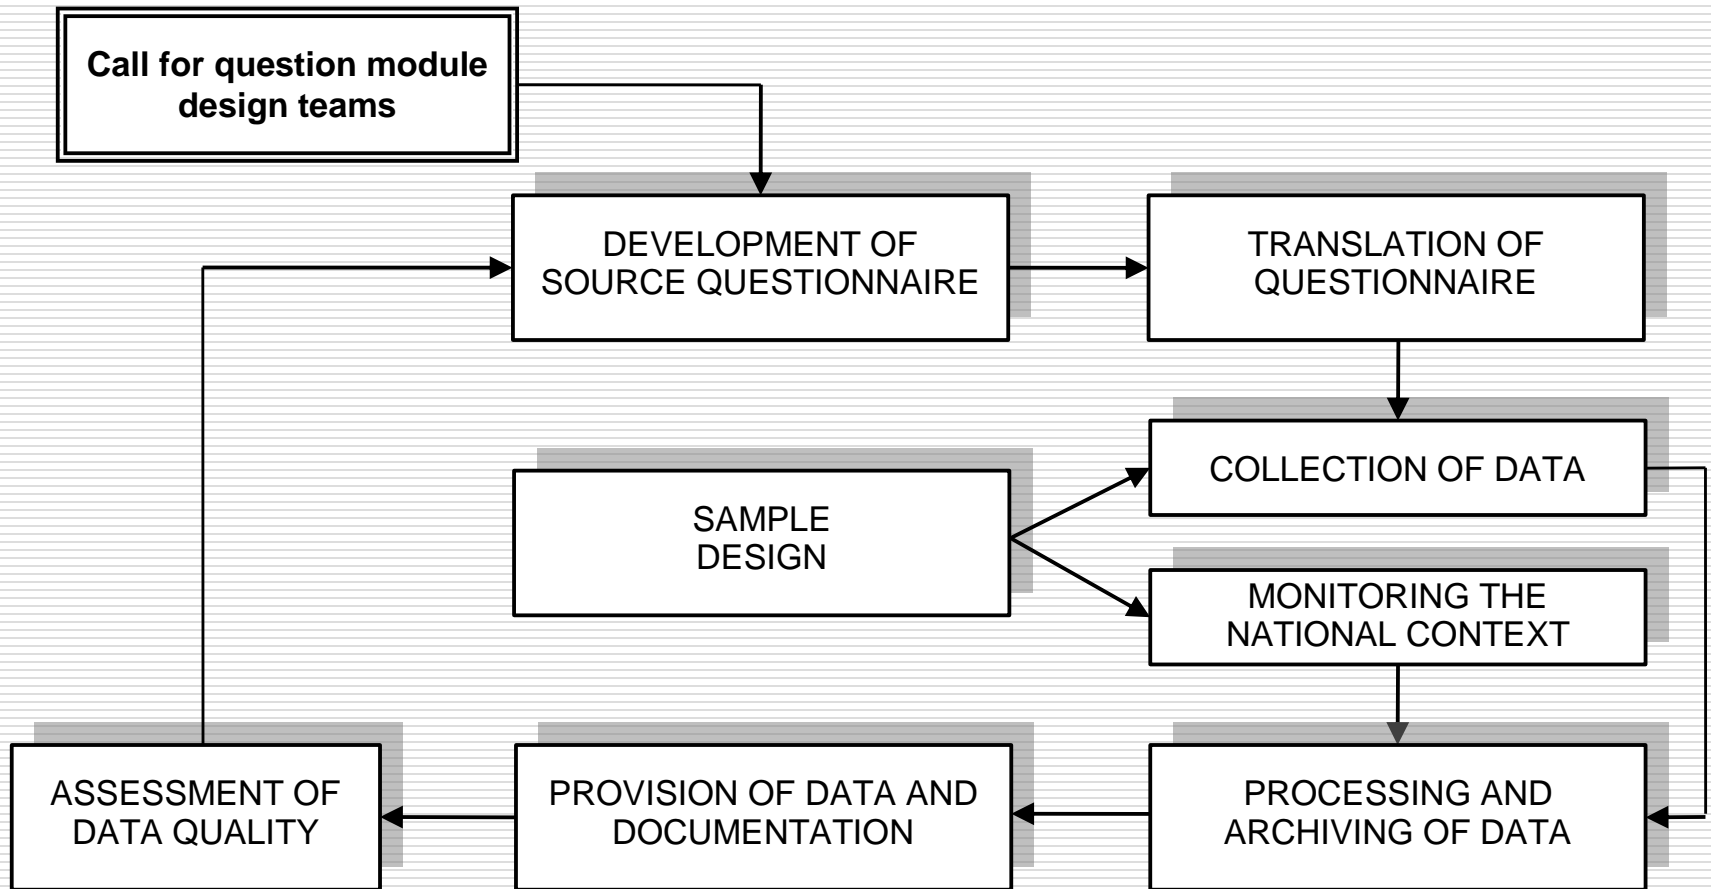 Call for question module
design teams
DEVELOPMENT OF
SOURCE QUESTIONNAIRE
TRANSLATION OF
QUESTIONNAIRE
COLLECTION OF DATA
SAMPLE
DESIGN
MONITORING THE
NATIONAL CONTEXT
ASSESSMENT OF
DATA QUALITY
PROVISION OF DATA AND
DOCUMENTATION
PROCESSING AND
ARCHIVING OF DATA